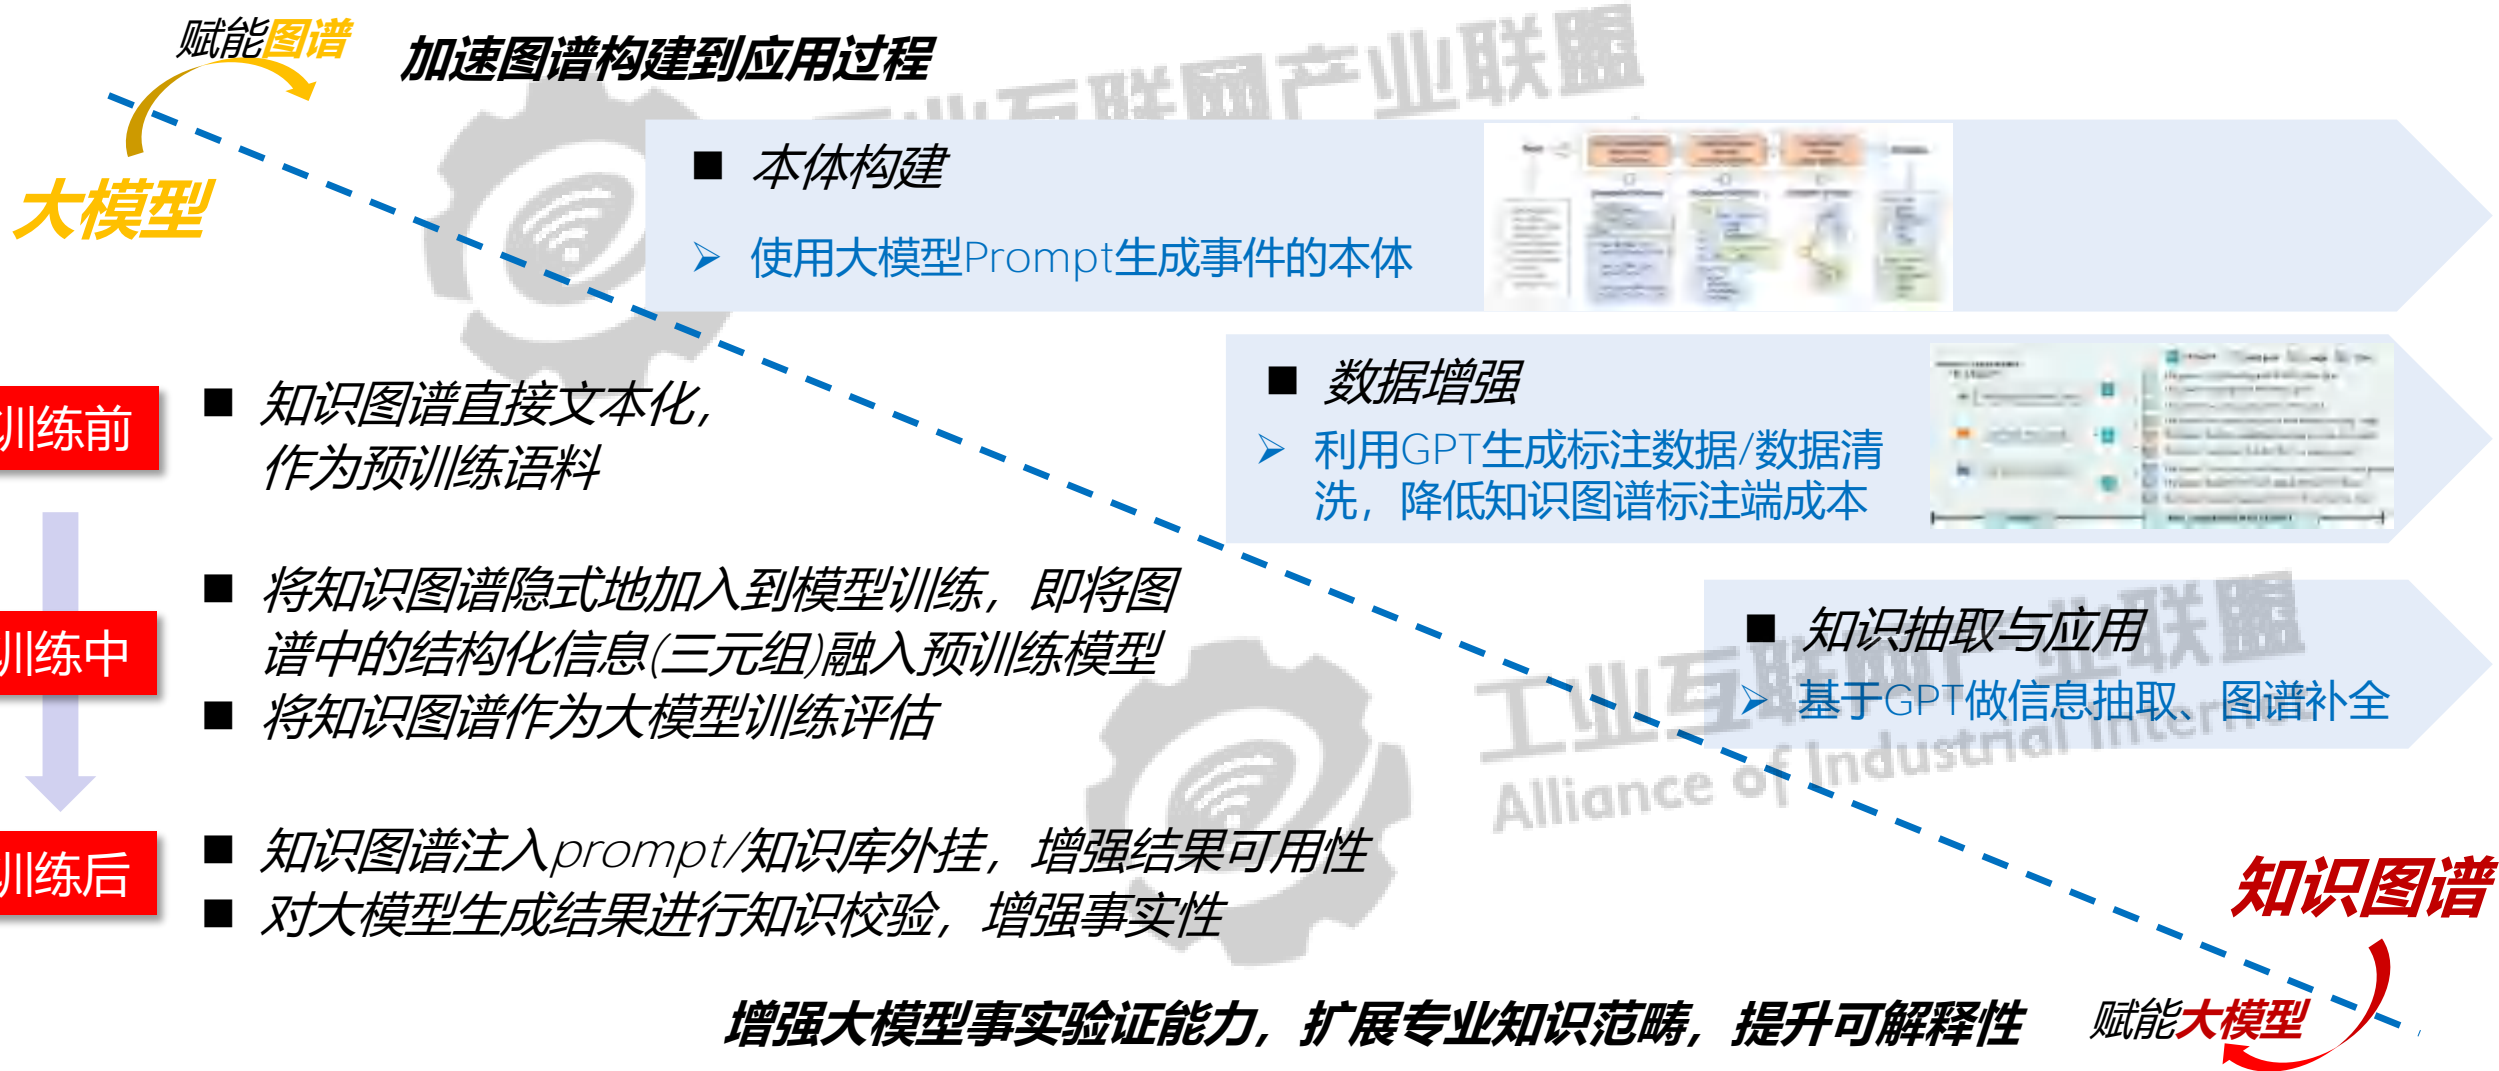 赋能图谱
加速图谱构建到应用过程
大模型
工业互联网产业联盟
■ 本体构建
➢ 使用大模型Prompt生成事件的本体
■ 数据增强
➢ 利用GPT生成标注数据/数据清
洗，降低知识图谱标注端成本
■ 知识抽取与应用
➢ 基于GPT做信息抽取、图谱补全
训练前
■ 知识图谱直接文本化，
作为预训练语料
训练中
■ 将知识图谱隐式地加入到模型训练，即将图
谱中的结构化信息(三元组)融入预训练模型
■ 将知识图谱作为大模型训练评估
训练后
■ 知识图谱注入prompt/知识库外挂，增强结果可用性
■ 对大模型生成结果进行知识校验，增强事实性
工业互联网产业联盟
Alliance of Industrial Internet
知识图谱
增强大模型事实验证能力，扩展专业知识范畴，提升可解释性
赋能大模型